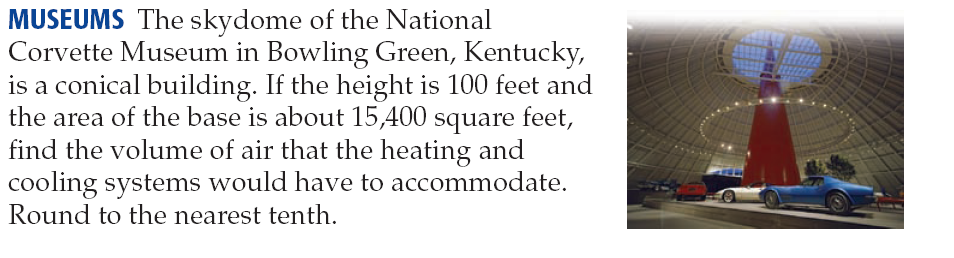 MUSEUMS The skydome of the National
Corvette Museum in Bowling Green, Kentucky,
is a conical building. If the height is 100 feet and
the area of the base is about 15,400 square feet,
find the volume of air that the heating and
cooling systems would have to accommodate.
Round to the nearest tenth.